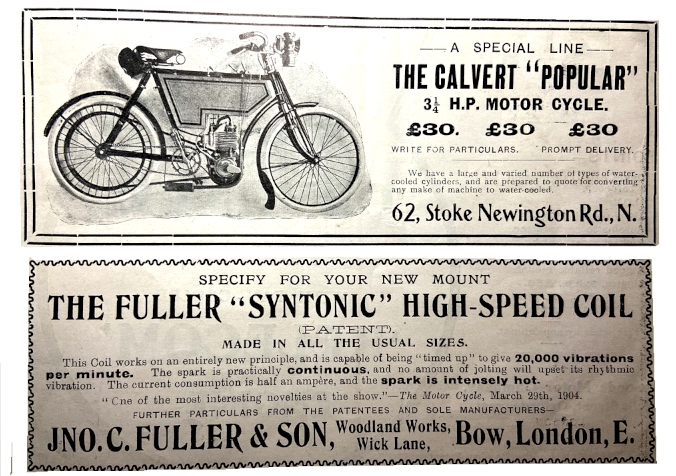 A SPECIAL LINE
THE CALVERT "POPULAR"
3¼ H.P. MOTOR CYCLE.
£30. £30 £30
WRITE FOR PARTICULARS. PROMPT DELIVERY.
We have a large and varied number of types of water-
cooled cylinders, and are prepared to quote for converting
any make of machine to water-cooled.
62, Stoke Newington Rd., N.
SPECIFY FOR YOUR NEW MOUNT
THE FULLER "SYNTONIC" HIGH-SPEED COIL
(PATENT).
MADE IN ALL THE USUAL SIZES.
This Coil works on an entirely new principle, and is capable of being "timed up" to give 20,000 vibrations
per minute. The spark is practically continuous, and no amount of jolting will upset its rhythmic
vibration. The current consumption is half an ampère, and the spark is intensely hot.
"One of the most interesting novelties at the show."—The Motor Cycle, March 29th, 1904.
FURTHER PARTICULARS FROM THE PATENTEES AND SOLE MANUFACTURERS—
JNO. C. FULLER & SON, Woodland Works, Wick Lane, Bow, London, E.